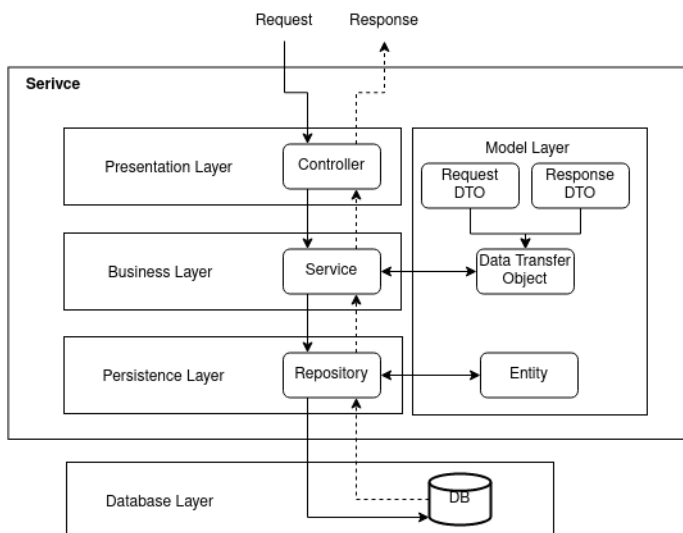 Request
Response
Serivce
Presentation Layer
Controller
Model Layer
Request
DTO
Response
DTO
Business Layer
Service
Data Transfer
Object
Persistence Layer
Repository
Entity
Database Layer
DB